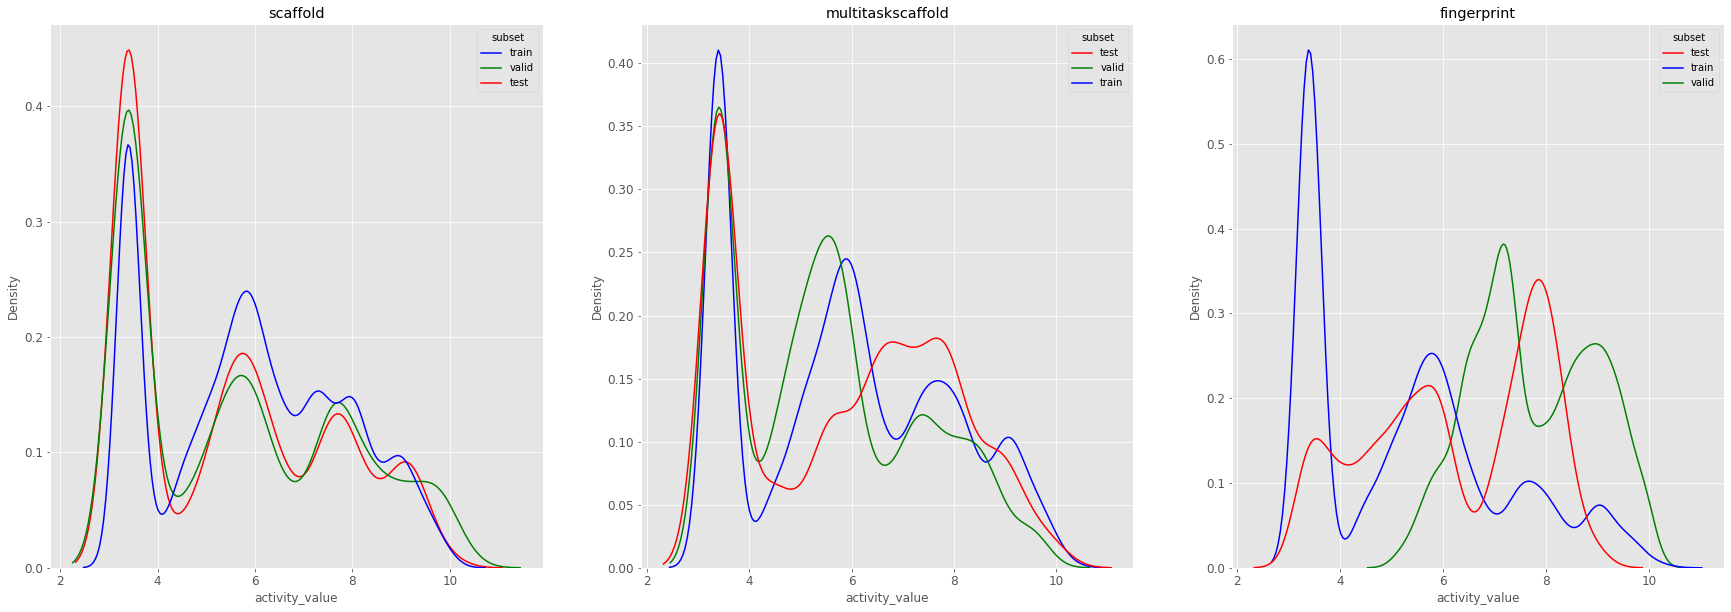 scaffold
subset
train
valid
test
0.4
0.3
0.2
0.1
0.0
Density
2 4 6 8 10
activity_value
multitaskscaffold
subset
test
valid
train
0.40
0.35
0.30
0.25
0.20
0.15
0.10
0.05
0.00
Density
2 4 6 8 10
activity_value
fingerprint
subset
test
train
valid
0.6
0.5
0.4
0.3
0.2
0.1
0.0
Density
2 4 6 8 10
activity_value